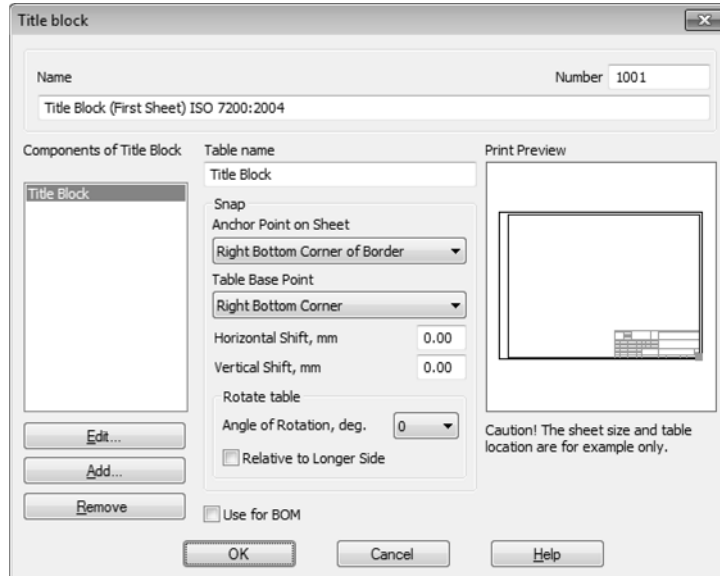 Title block
Name
Number 1001
Title Block (First Sheet) ISO 7200:2004
Components of Title Block
Title Block
Edit...
Add...
Remove
Table name
Title Block
Snap
Anchor Point on Sheet
Right Bottom Corner of Border
Table Base Point
Right Bottom Corner
Horizontal Shift, mm 0.00
Vertical Shift, mm 0.00
Rotate table
Angle of Rotation, deg. 0
Relative to Longer Side
Use for BOM
Print Preview
Caution! The sheet size and table
location are for example only.
OK
Cancel
Help